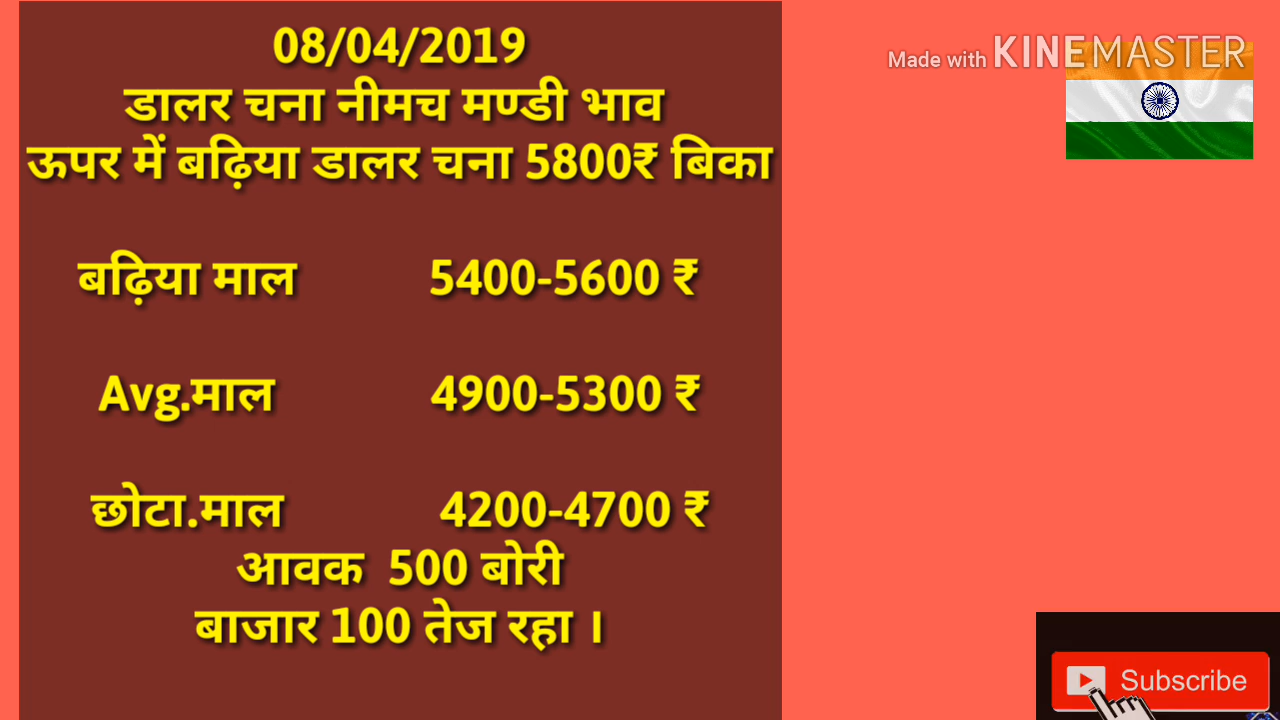 08/04/2019
डालर चना नीमच मण्डी भाव
ऊपर में बढ़िया डालर चना 5800₹ बिका
बढ़िया माल 5400-5600 ₹
Avg.माल 4900-5300 ₹
छोटा.माल 4200-4700 ₹
आवक 500 बोरी
बाजार 100 तेज रहा ।
Made with KINEMASTER
Subscribe